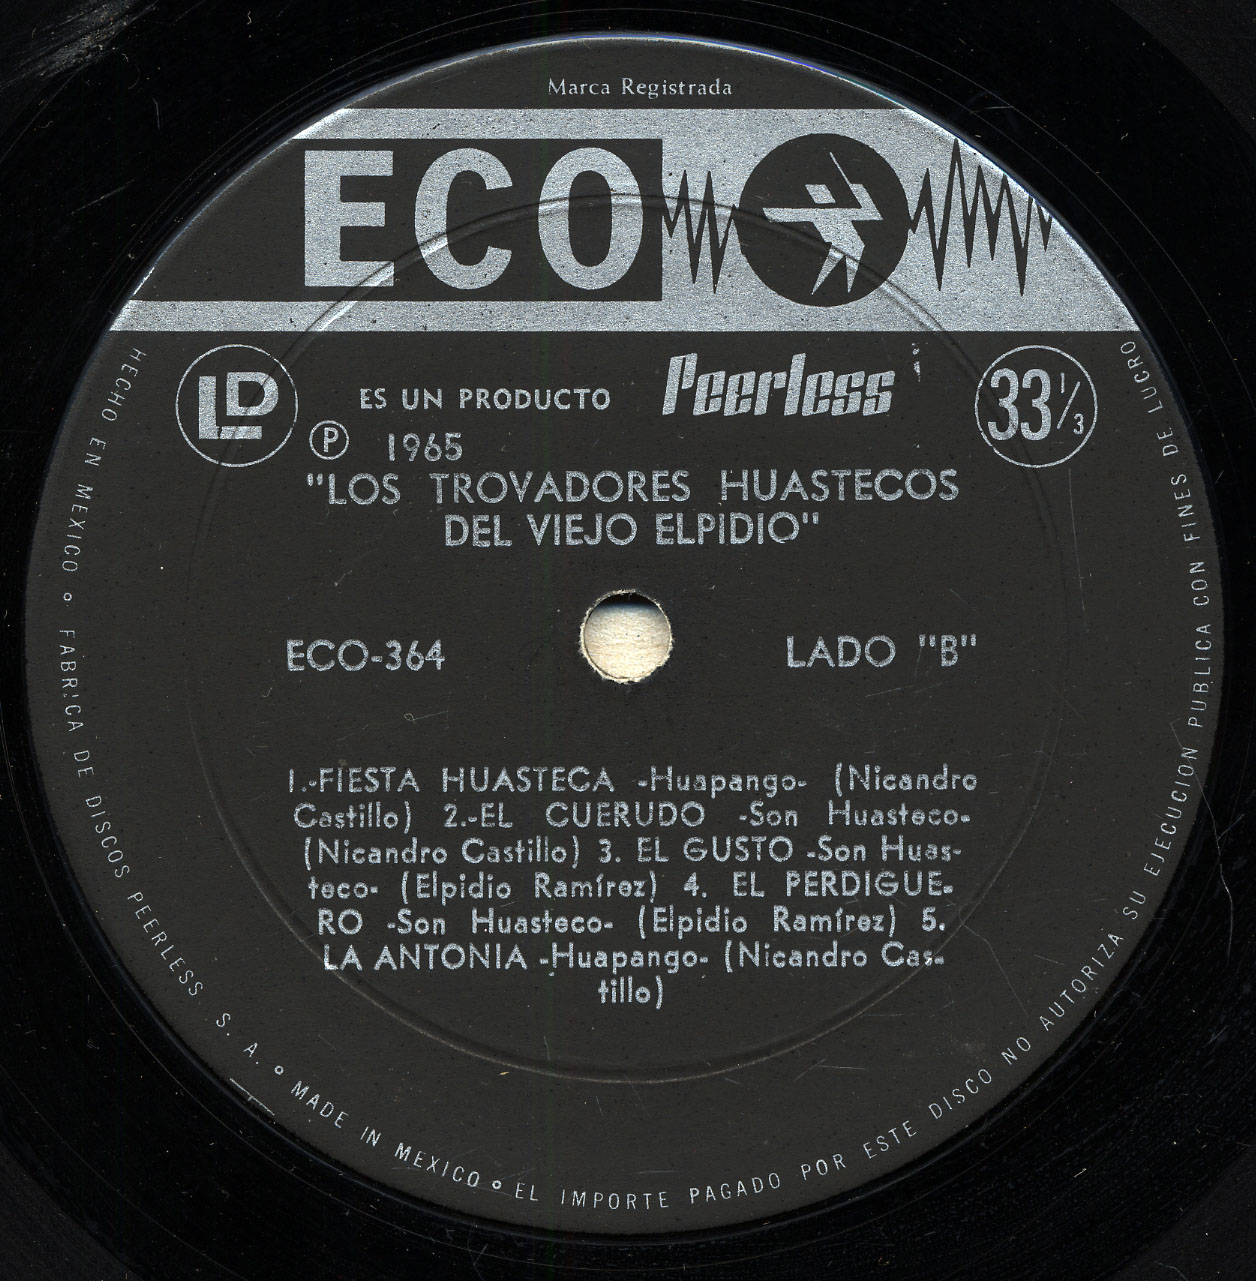 Marca Registrada
ECO
LD
ES UN PRODUCTO Peerless
33 1/3
℗ 1965
"LOS TROVADORES HUASTECOS
DEL VIEJO ELPIDIO"
ECO-364
LADO "B"
1.-FIESTA HUASTECA -Huapango- (Nicandro
Castillo) 2.-EL CUERUDO -Son Huasteco-
(Nicandro Castillo) 3. EL GUSTO -Son Huas-
teco- (Elpidio Ramírez) 4. EL PERDIGUE-
RO -Son Huasteco- (Elpidio Ramírez) 5.
LA ANTONIA -Huapango- (Nicandro Cas-
tillo)
HECHO EN MEXICO ∘ FABRICA DE DISCOS PEERLESS S. A. ∘ MADE IN MEXICO ∘ EL IMPORTE PAGADO POR ESTE DISCO NO AUTORIZA SU EJECUCION PUBLICA CON FINES DE LUCRO